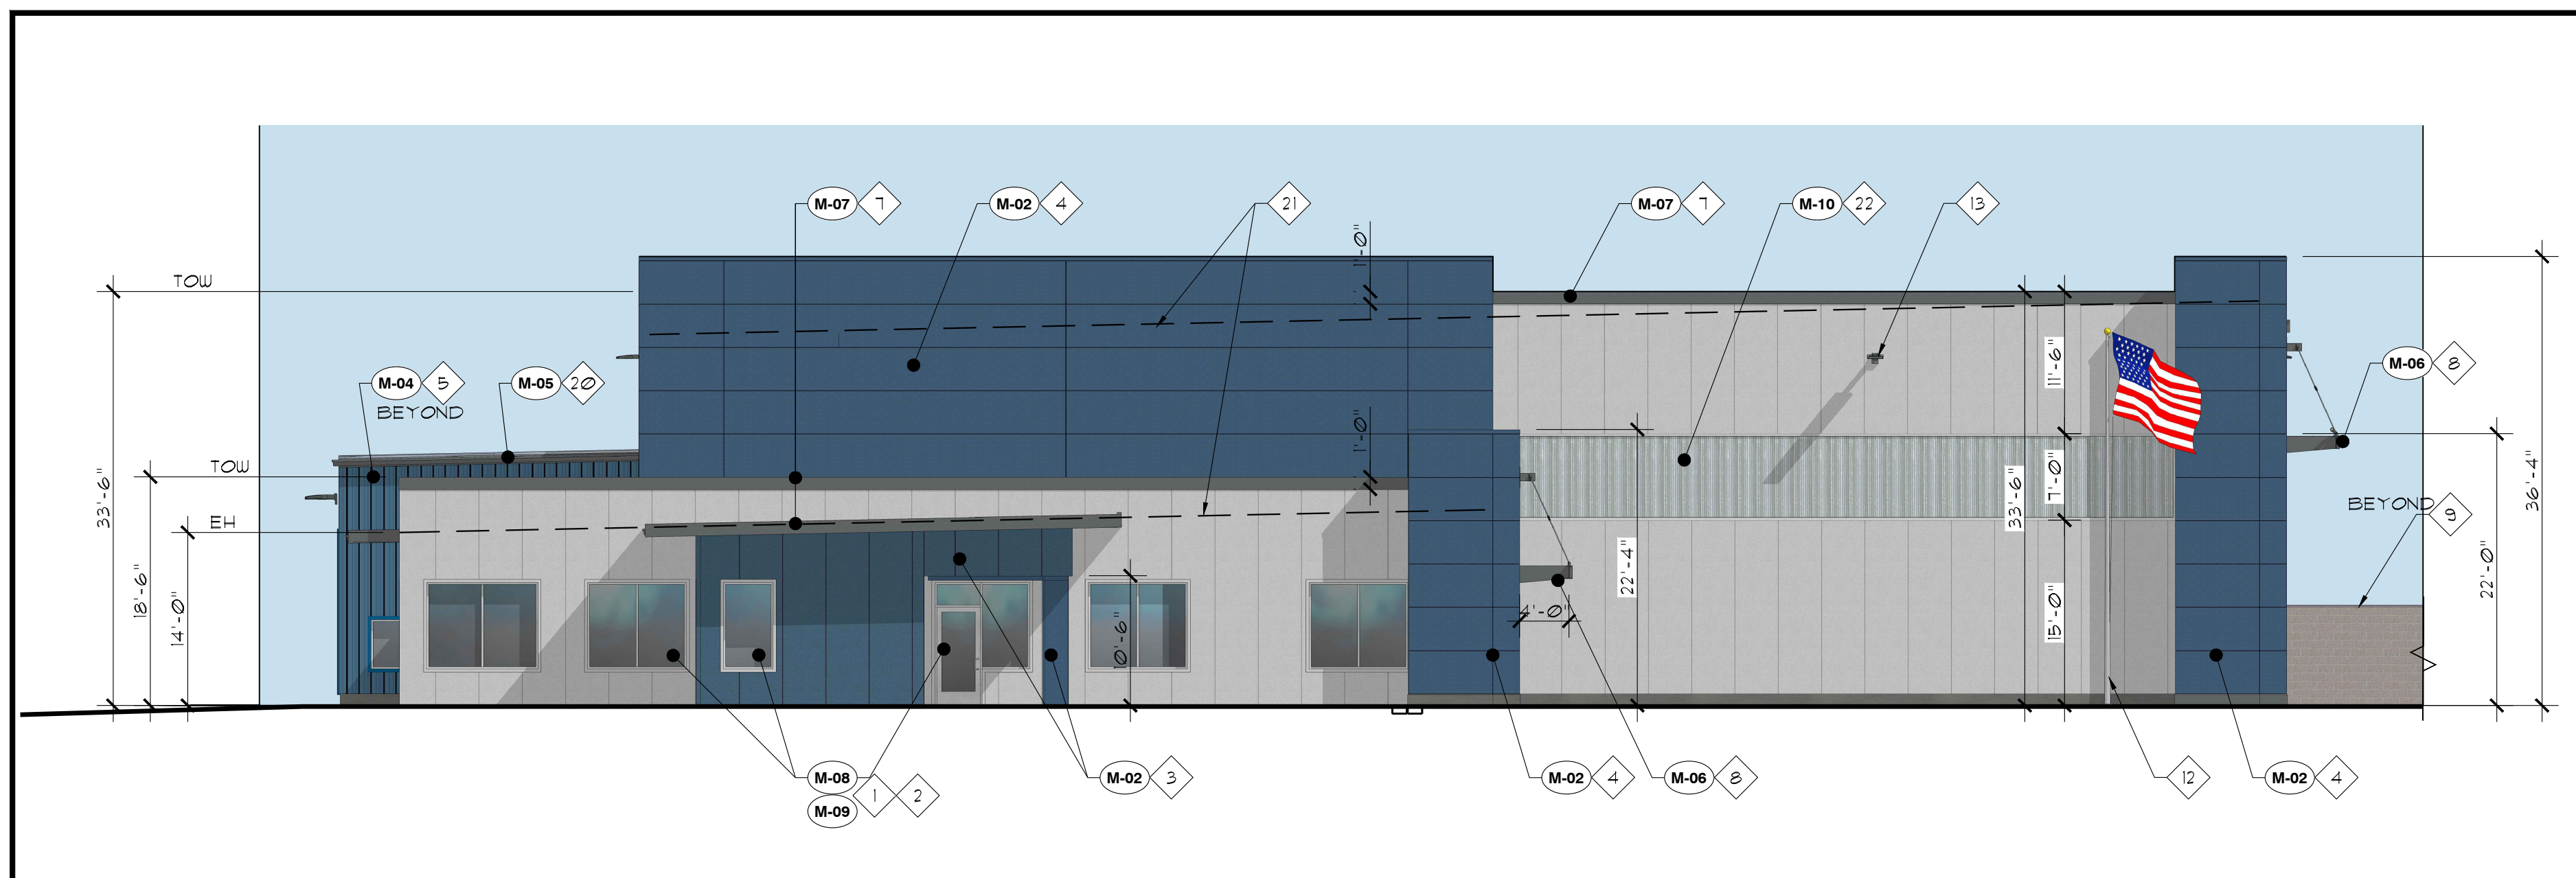 M-07 7
M-02 4
21
M-07 7
M-10 22
13
1'-0"
TOW
M-04 5
BEYOND
M-05 20
11'-6"
M-06 8
1'-0"
TOW
EH
33'-6"
18'-6"
14'-0"
10'-6"
4'-0"
22'-4"
33'-6"
7'-0"
15'-0"
BEYOND 9
22'-0"
36'-4"
M-08
M-09 1 2
M-02 3
M-02 4
M-06 8
12
M-02 4